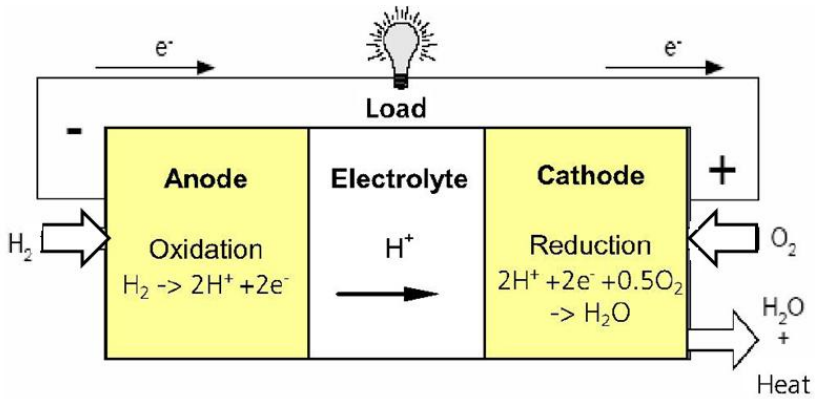 e⁻
e⁻
Load
-
+
Anode
Electrolyte
Cathode
H₂
Oxidation
H₂ -> 2H⁺ +2e⁻
H⁺
Reduction
2H⁺ +2e⁻ +0.5O₂
-> H₂O
O₂
H₂O
+
Heat